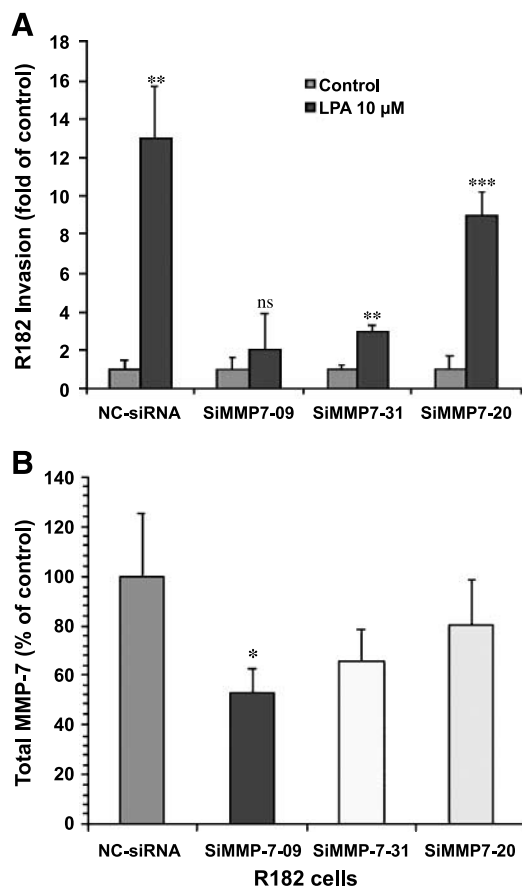 A
R182 Invasion (fold of control)
18
16
14
12
10
8
6
4
2
0
Control
LPA 10 µM
**
ns
**
***
NC-siRNA SiMMP7-09 SiMMP7-31 SiMMP7-20
B
Total MMP-7 (% of control)
140
120
100
80
60
40
20
0
*
NC-siRNA SiMMP-7-09 SiMMP-7-31 SiMMP7-20
R182 cells